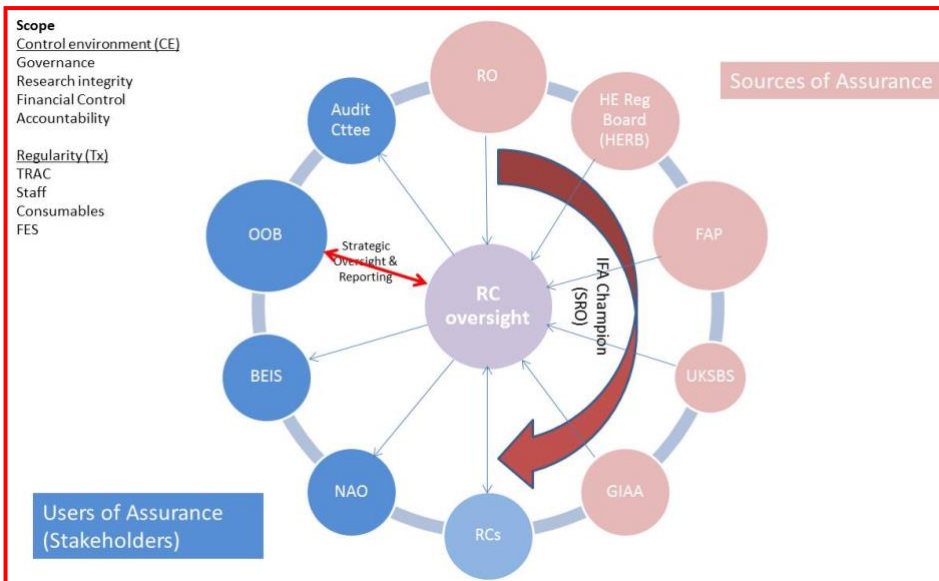 Scope
Control environment (CE)
Governance
Research integrity
Financial Control
Accountability
Regularity (Tx)
TRAC
Staff
Consumables
FES
Sources of Assurance
RO
HE Reg
Board
(HERB)
Audit
Cttee
FAP
OOB
Strategic
Oversight &
Reporting
RC
oversight
IFA Champion
(SRO)
BEIS
UKSBS
NAO
GIAA
RCs
Users of Assurance
(Stakeholders)